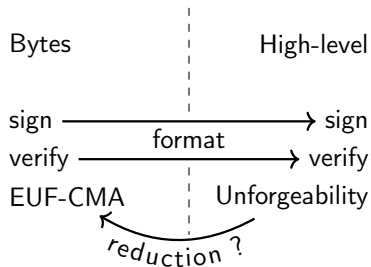 Bytes High-level
sign sign
format
verify verify
EUF-CMA Unforgeability
reduction ?